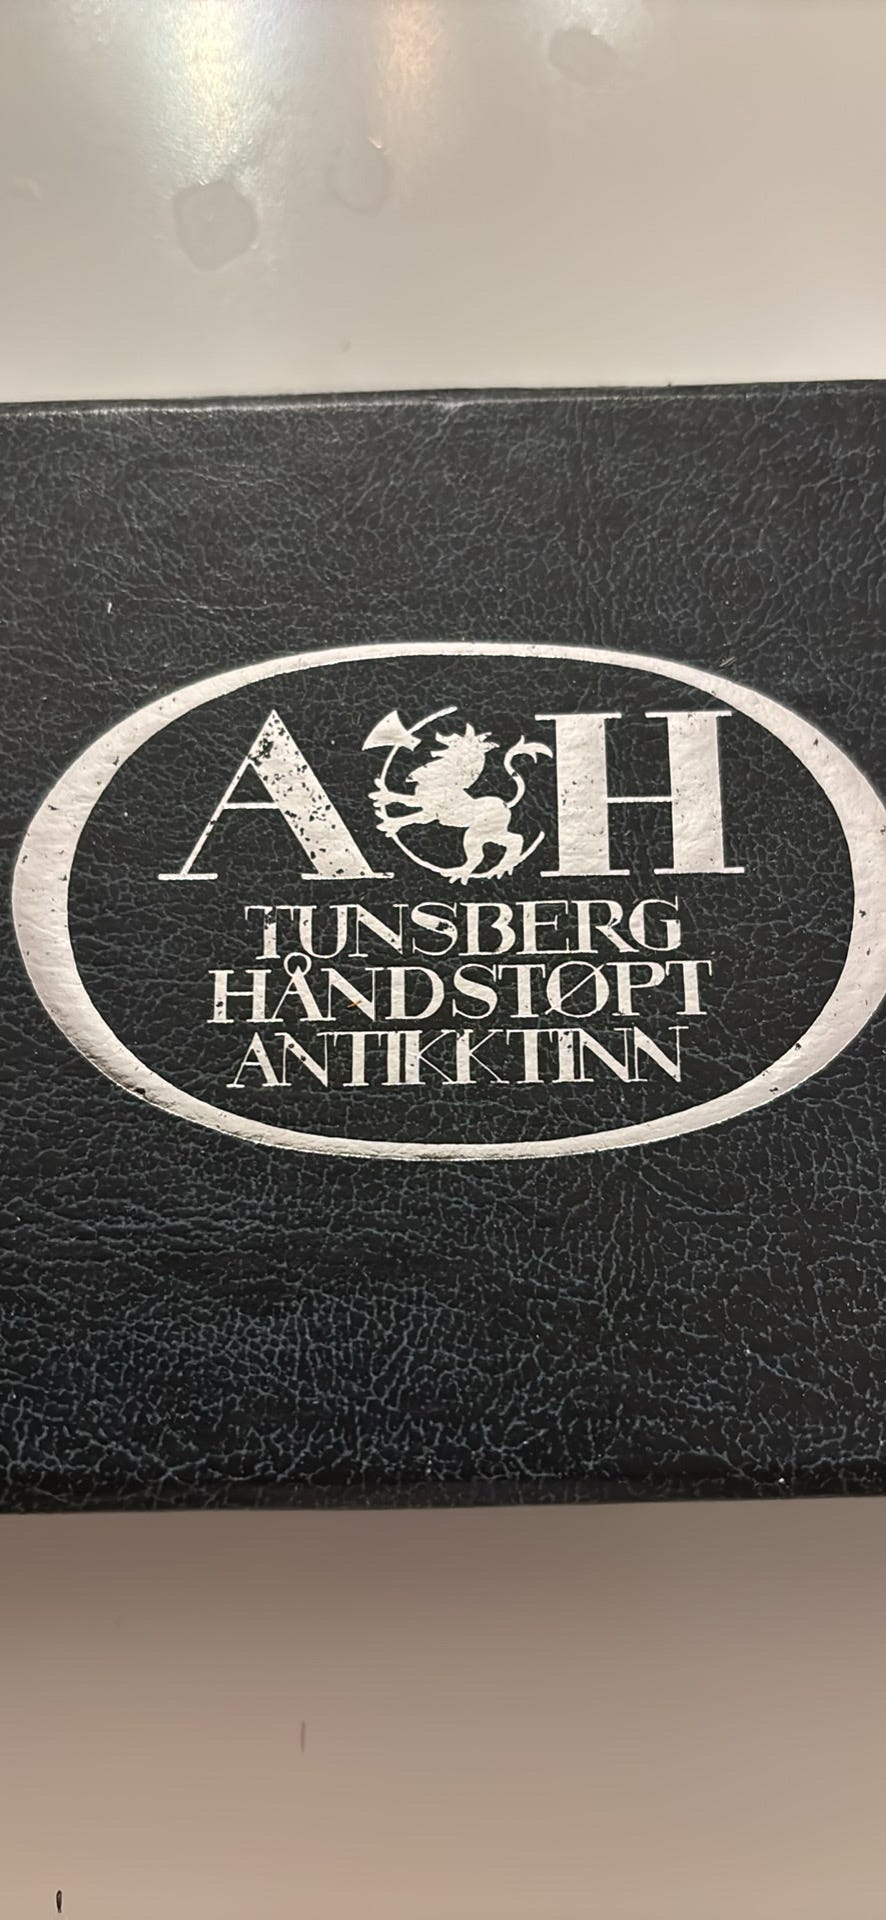 A H
TUNSBERG
HÅNDSTØPT
ANTIKKTINN